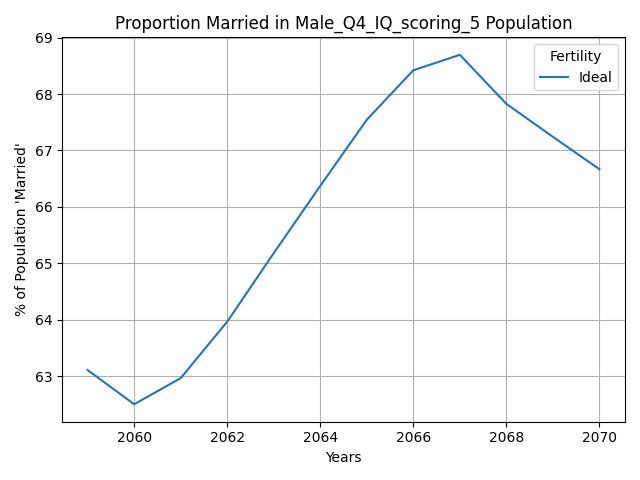 Proportion Married in Male_Q4_IQ_scoring_5 Population
Fertility
Ideal
% of Population 'Married'
69
68
67
66
65
64
63
2060 2062 2064 2066 2068 2070
Years